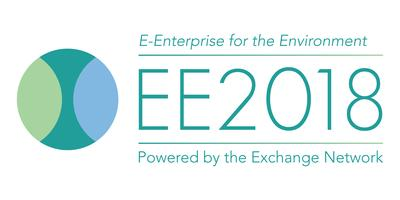 E-Enterprise for the Environment
EE2018
Powered by the Exchange Network